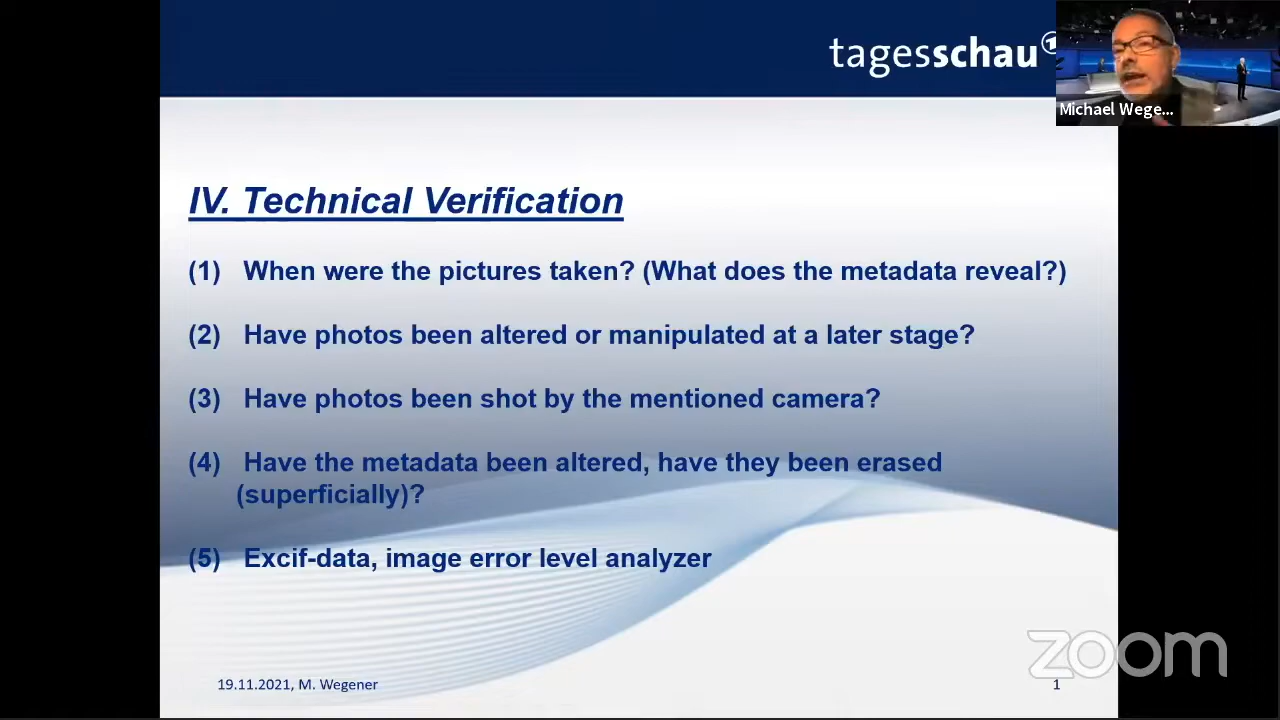 tagesschau
Michael Wege...
IV. Technical Verification
(1) When were the pictures taken? (What does the metadata reveal?)
(2) Have photos been altered or manipulated at a later stage?
(3) Have photos been shot by the mentioned camera?
(4) Have the metadata been altered, have they been erased
(superficially)?
(5) Excif-data, image error level analyzer
zoom
19.11.2021, M. Wegener
1